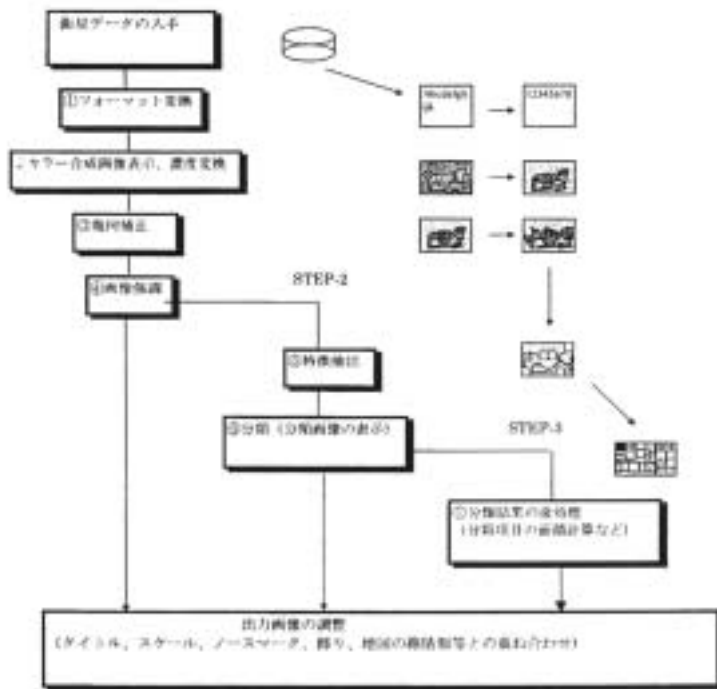 衛星データの入手
①フォーマット変換
カラー合成画像表示、濃度変換
③幾何補正
④画像強調
STEP-2
⑤特徴抽出
⑥分類（分類画像の表示）
STEP-3
⑦分類結果の後処理
（分類項目の面積計算など）
出力画像の調整
(タイトル、スケール、ノースマーク、飾り、地図の線情報等との重ね合わせ)
12345678